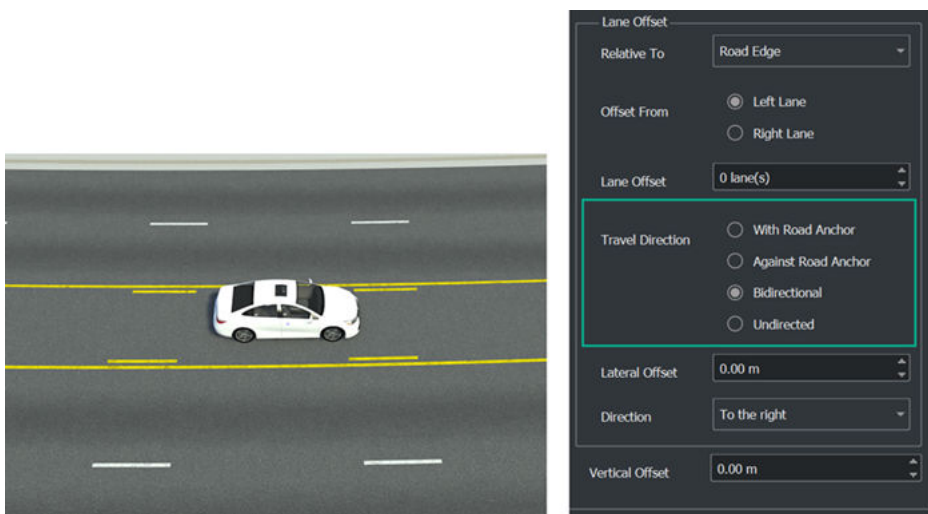 Lane Offset
Relative To
Road Edge
Offset From
Left Lane
Right Lane
Lane Offset
0 lane(s)
Travel Direction
With Road Anchor
Against Road Anchor
Bidirectional
Undirected
Lateral Offset
0.00 m
Direction
To the right
Vertical Offset
0.00 m